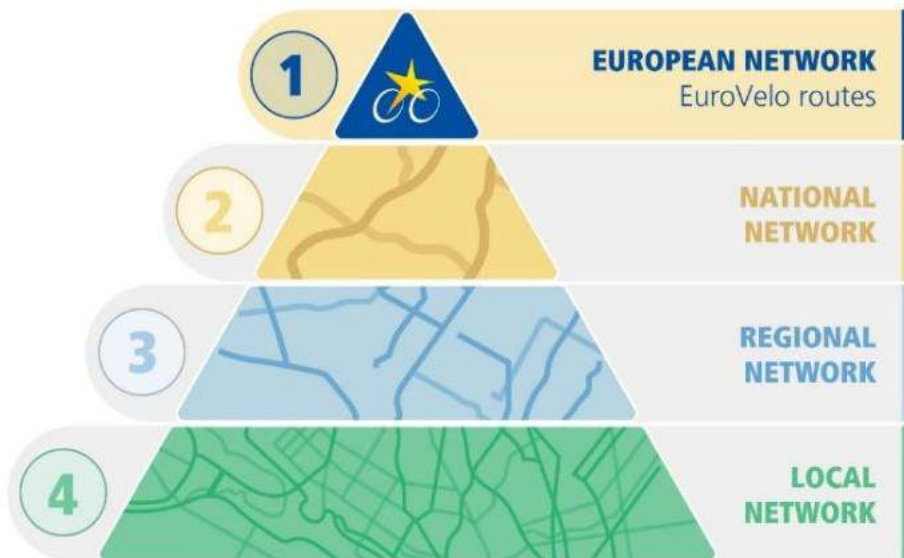 1
EUROPEAN NETWORK
EuroVelo routes
2
NATIONAL
NETWORK
3
REGIONAL
NETWORK
4
LOCAL
NETWORK